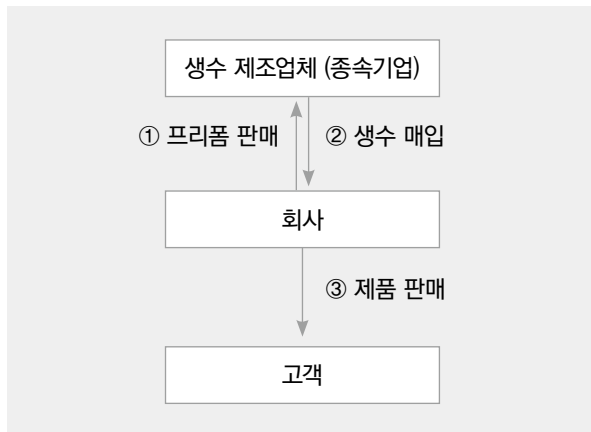 생수 제조업체 (종속기업)
① 프리폼 판매
② 생수 매입
회사
③ 제품 판매
고객